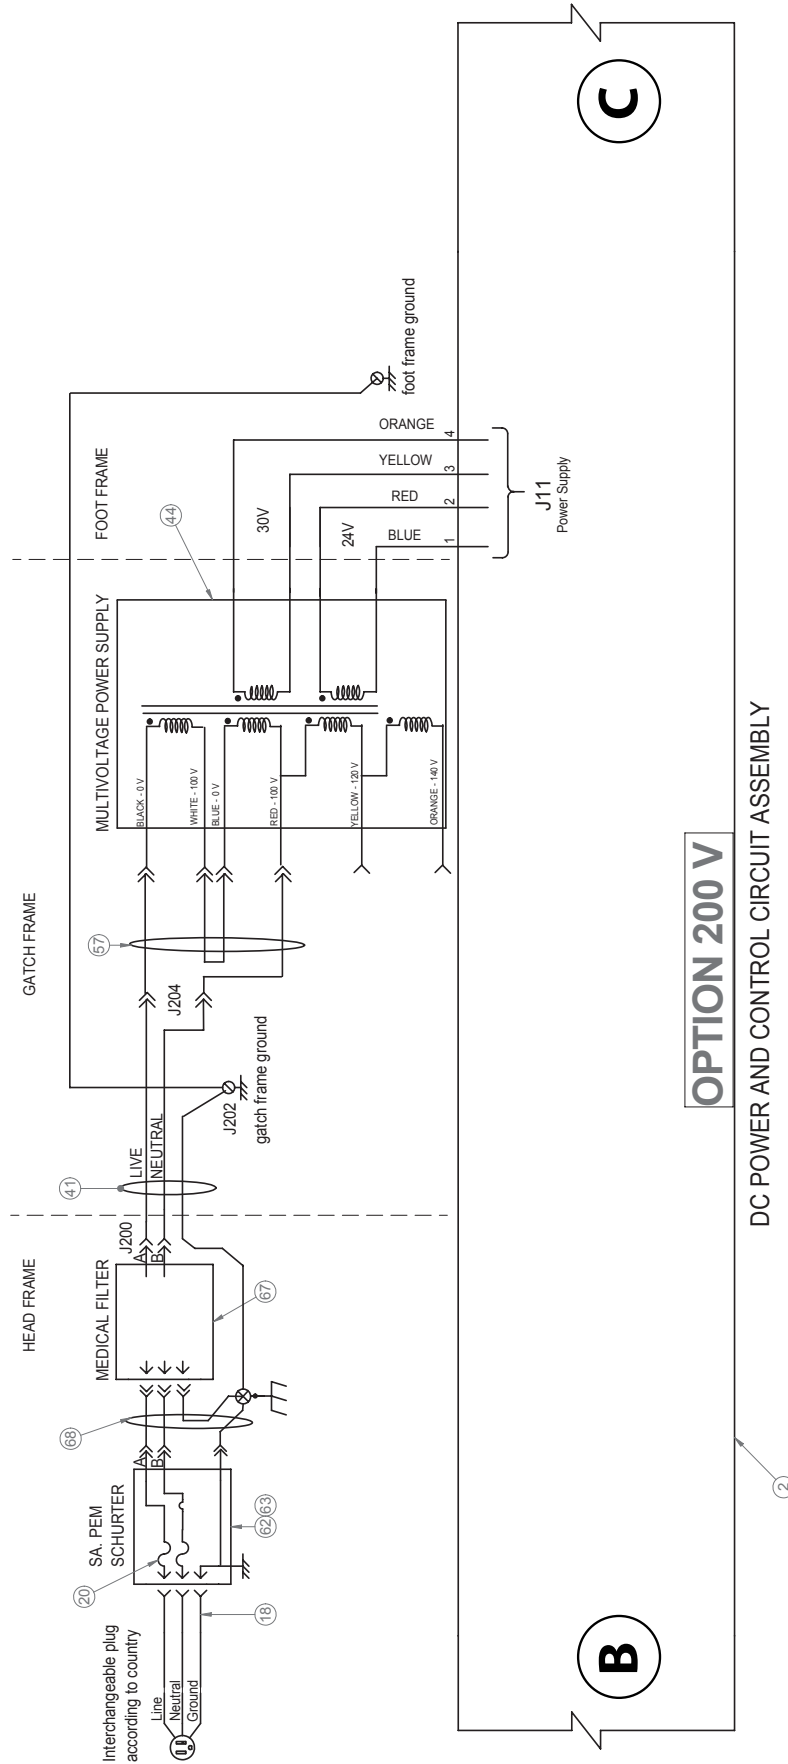 HEAD FRAME
GATCH FRAME
FOOT FRAME
Interchangeable plug
according to country
Line
Neutral
Ground
18
20
SA. PEM
SCHURTER
62
63
A
B
68
MEDICAL FILTER
67
A
B
J200
41
LIVE
NEUTRAL
J202
gatch frame ground
J204
57
MULTIVOLTAGE POWER SUPPLY
BLACK - 0 V
WHITE - 100 V
BLUE - 0 V
RED - 100 V
YELLOW - 120 V
ORANGE - 140 V
44
30V
24V
ORANGE
4
YELLOW
3
RED
2
BLUE
1
J11
Power Supply
foot frame ground
B
C
OPTION 200 V
DC POWER AND CONTROL CIRCUIT ASSEMBLY
2